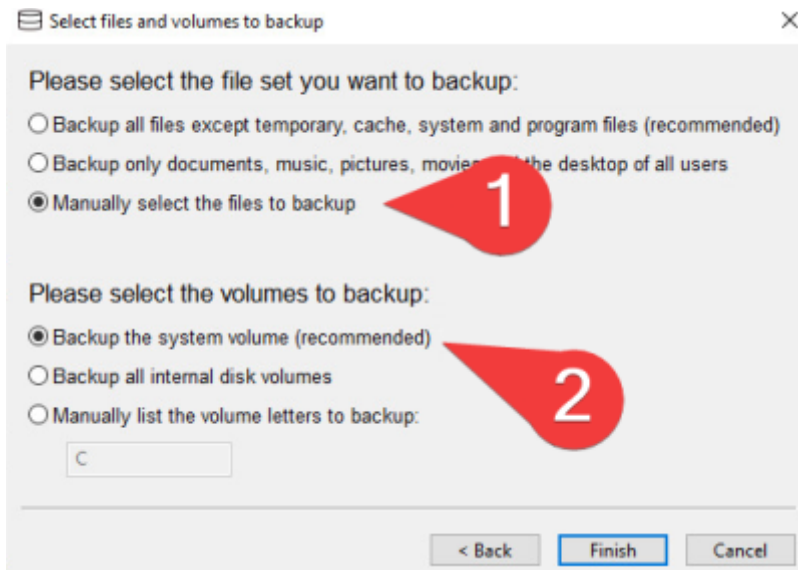 Select files and volumes to backup
Please select the file set you want to backup:
Backup all files except temporary, cache, system and program files (recommended)
Backup only documents, music, pictures, movies the desktop of all users
Manually select the files to backup
1
Please select the volumes to backup:
Backup the system volume (recommended)
2
Backup all internal disk volumes
Manually list the volume letters to backup:
C
< Back Finish Cancel